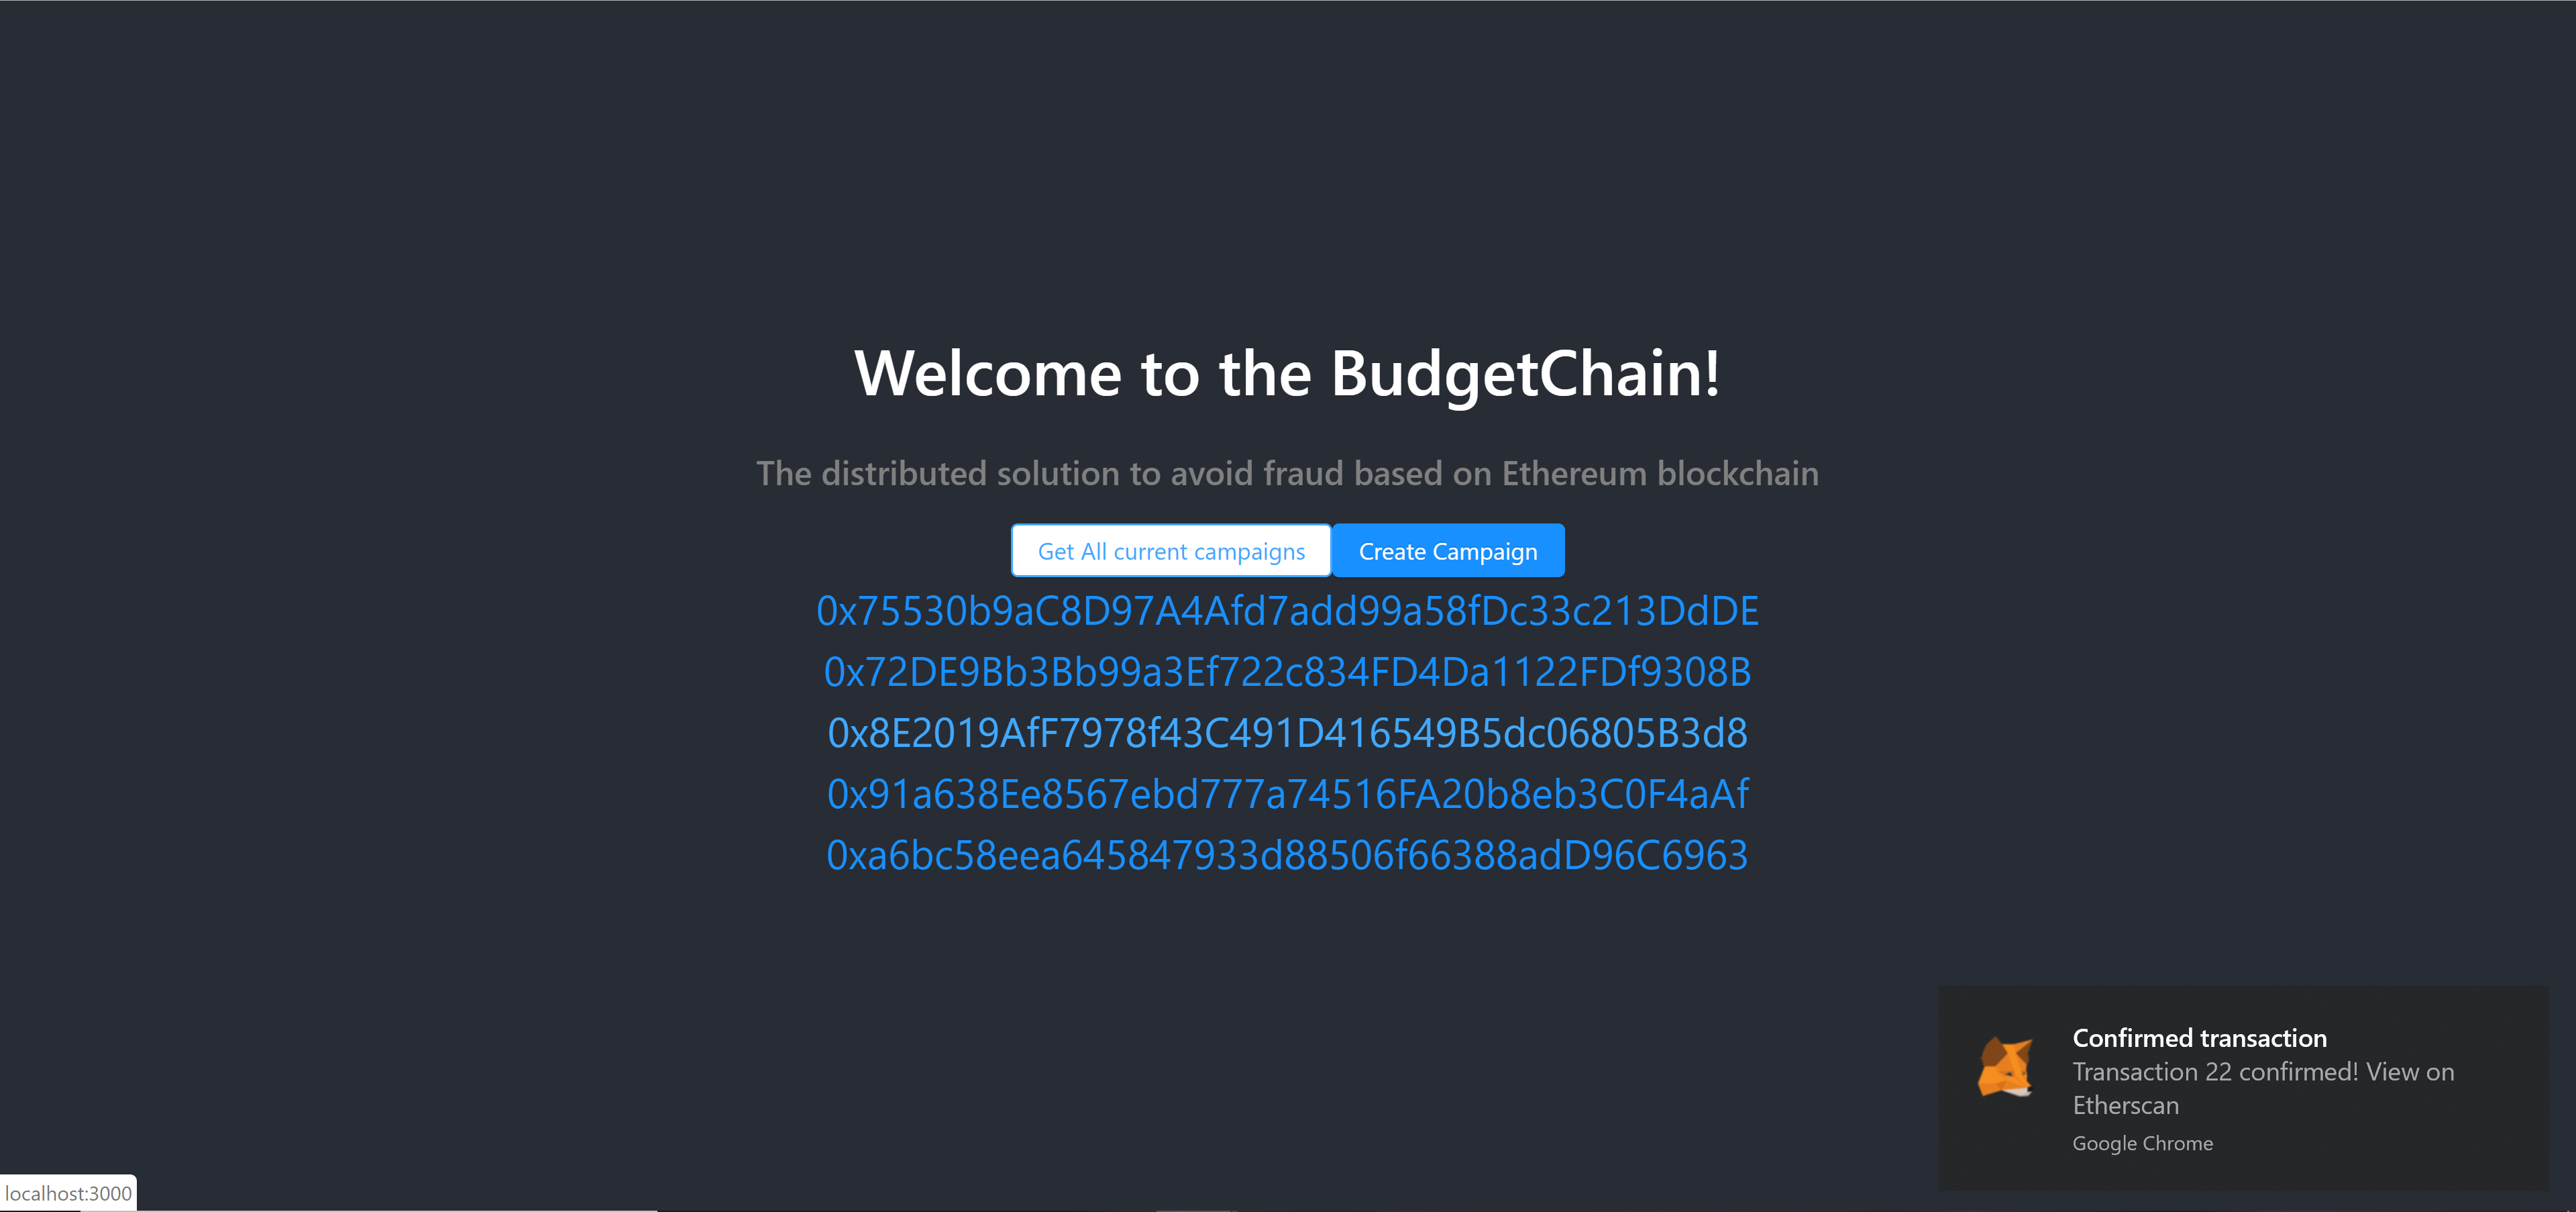 Welcome to the BudgetChain!
The distributed solution to avoid fraud based on Ethereum blockchain
Get All current campaigns Create Campaign
0x75530b9aC8D97A4Afd7add99a58fDc33c213DdDE
0x72DE9Bb3Bb99a3Ef722c834FD4Da1122FDf9308B
0x8E2019AfF7978f43C491D416549B5dc06805B3d8
0x91a638Ee8567ebd777a74516FA20b8eb3C0F4aAf
0xa6bc58eea645847933d88506f66388adD96C6963
Confirmed transaction
Transaction 22 confirmed! View on
Etherscan
Google Chrome
localhost:3000